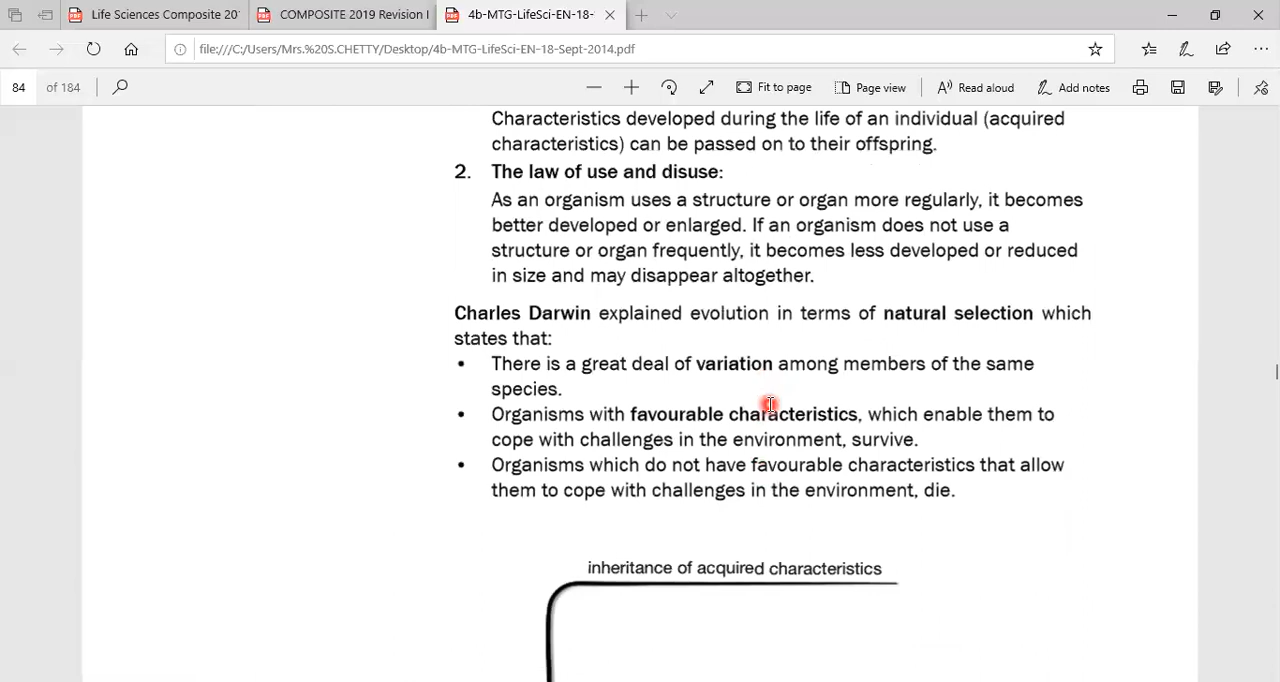 Life Sciences Composite 20
COMPOSITE 2019 Revision
4b-MTG-LifeSci-EN-18-
file:///C:/Users/Mrs.%20S.CHETTY/Desktop/4b-MTG-LifeSci-EN-18-Sept-2014.pdf
84 of 184
Fit to page
Page view
Read aloud
Add notes
Characteristics developed during the life of an individual (acquired
characteristics) can be passed on to their offspring.
2. The law of use and disuse:
As an organism uses a structure or organ more regularly, it becomes
better developed or enlarged. If an organism does not use a
structure or organ frequently, it becomes less developed or reduced
in size and may disappear altogether.
Charles Darwin explained evolution in terms of natural selection which
states that:
• There is a great deal of variation among members of the same
species.
• Organisms with favourable characteristics, which enable them to
cope with challenges in the environment, survive.
• Organisms which do not have favourable characteristics that allow
them to cope with challenges in the environment, die.
inheritance of acquired characteristics